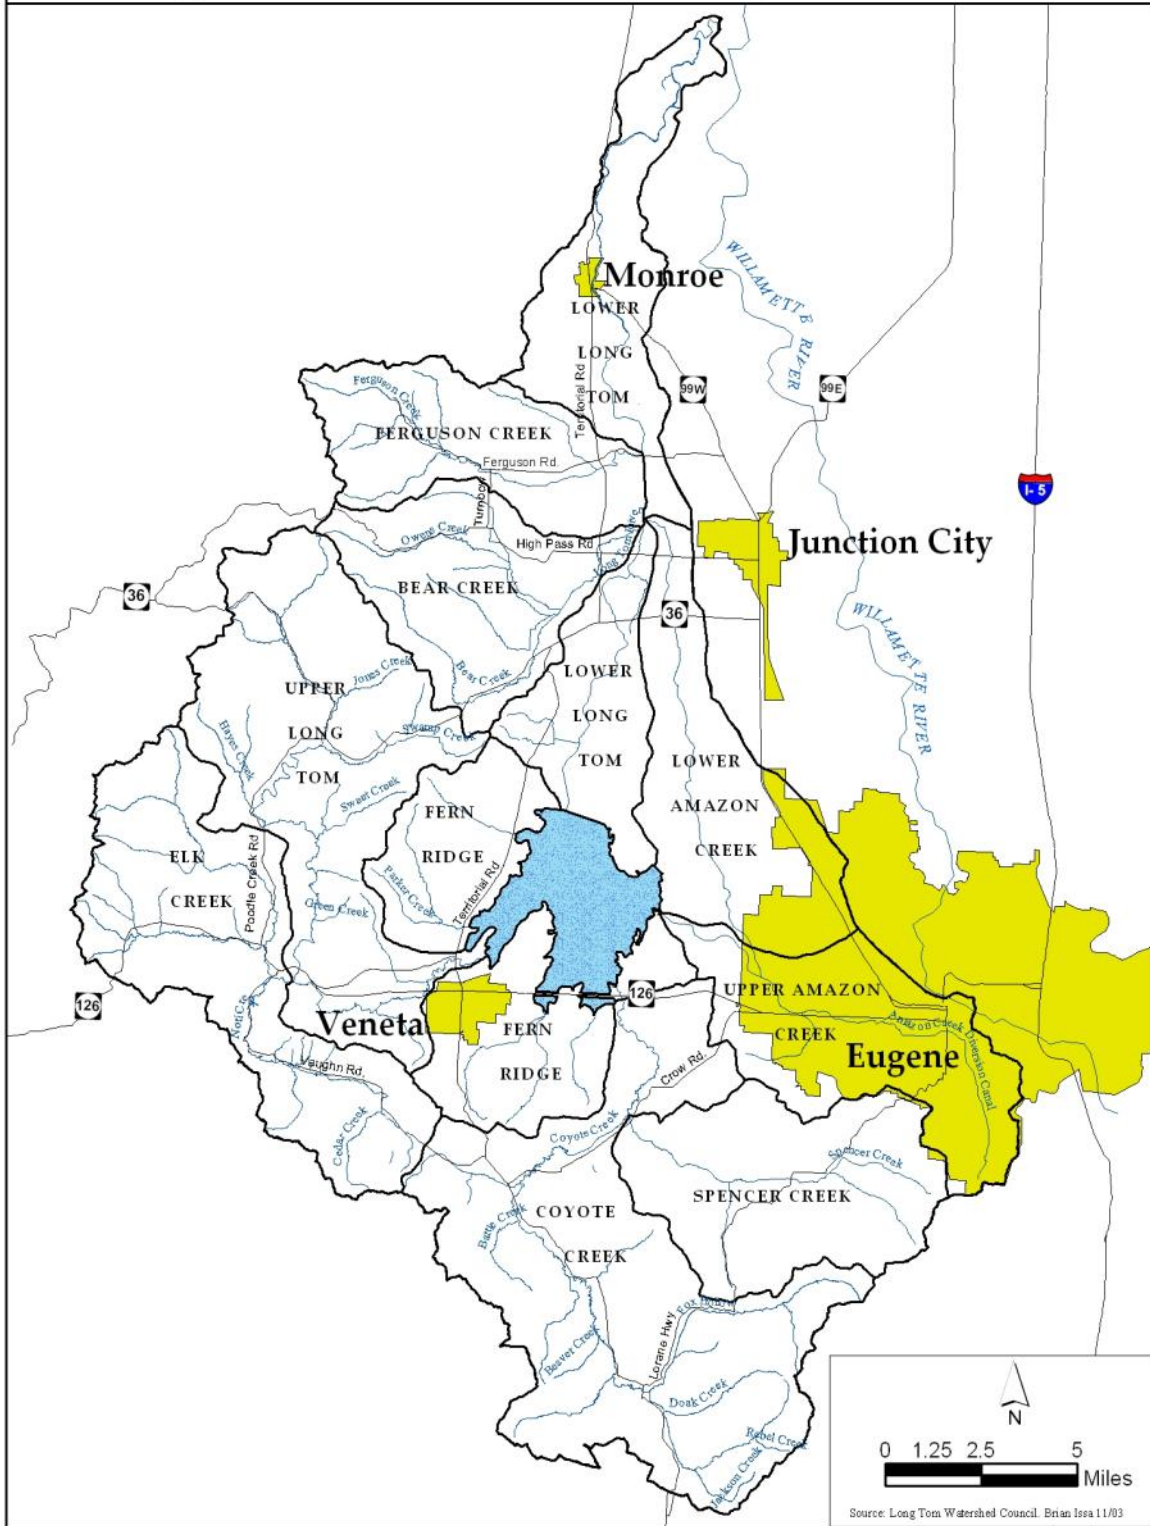 Monroe
LOWER
LONG
TOM
Territorial Rd
WILLAMETTE RIVER
99W
99E
Ferguson Creek
FERGUSON CREEK
Ferguson Rd.
I-5
Turnbow
Owens Creek
High Pass Rd
Junction City
BEAR CREEK
36
36
WILLAMETTE RIVER
Bear Creek
LOWER
LONG
TOM
Jones Creek
UPPER
LONG
TOM
Hayes Creek
Swamp Creek
Sweet Creek
LOWER
AMAZON
CREEK
FERN
RIDGE
Territorial Rd
Parker Creek
ELK
CREEK
Poodle Creek Rd
Green Creek
126
126
UPPER AMAZON
CREEK
Amazon Creek Diversion Canal
Veneta
FERN
RIDGE
Eugene
Vaughn Rd.
Crow Rd.
Cedar Creek
Coyote Creek
Spencer Creek
SPENCER CREEK
COYOTE
CREEK
Battle Creek
Fox Hollow
Lorane Hwy
Beaver Creek
Doak Creek
Rebel Creek
Jackson Creek
N
0 1.25 2.5 5
Miles
Source: Long Tom Watershed Council. Brian Issa 11/03